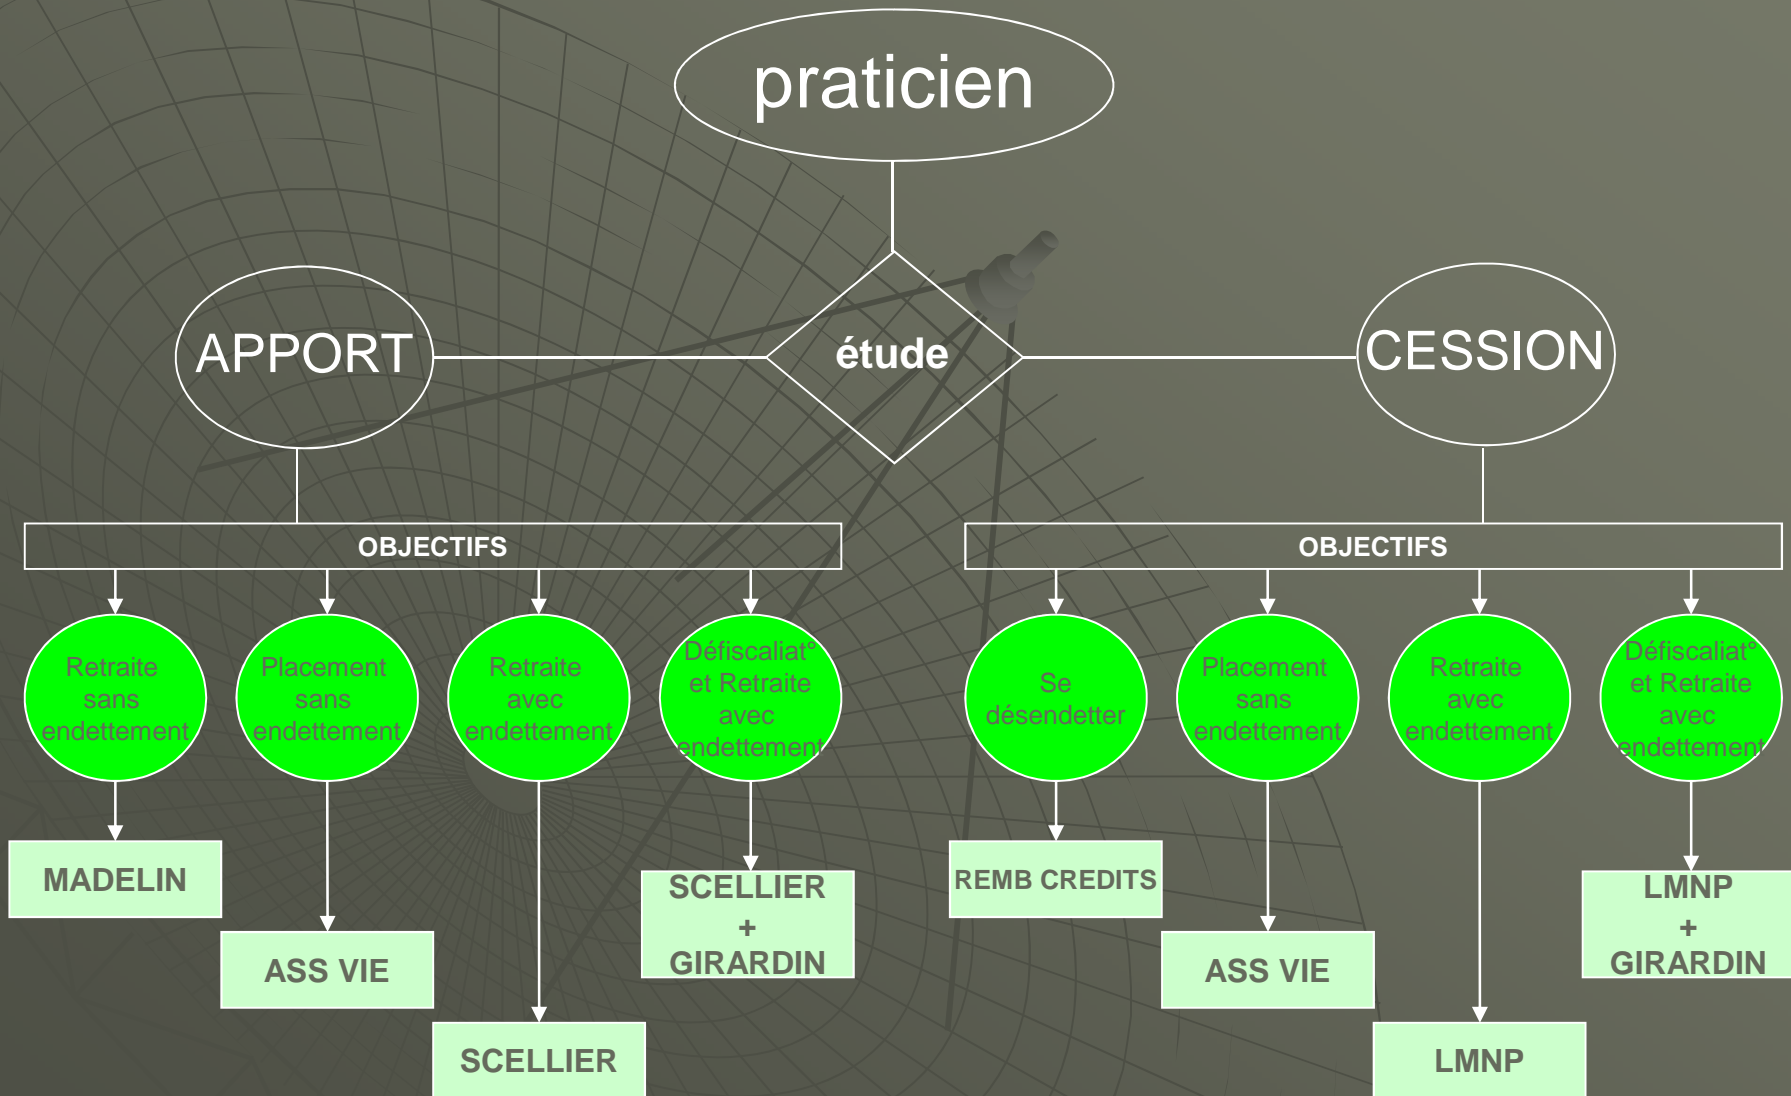 praticien
étude
APPORT
CESSION
OBJECTIFS
OBJECTIFS
Retraite
sans
endettement
Placement
sans
endettement
Retraite
avec
endettement
Défiscaliat°
et Retraite
avec
endettement
Se
désendetter
Placement
sans
endettement
Retraite
avec
endettement
Défiscaliat°
et Retraite
avec
endettement
MADELIN
ASS VIE
SCELLIER
SCELLIER
+
GIRARDIN
REMB CREDITS
ASS VIE
LMNP
LMNP
+
GIRARDIN